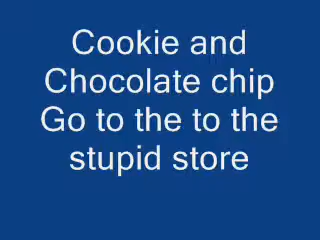 Cookie and
Chocolate chip
Go to the to the
stupid store